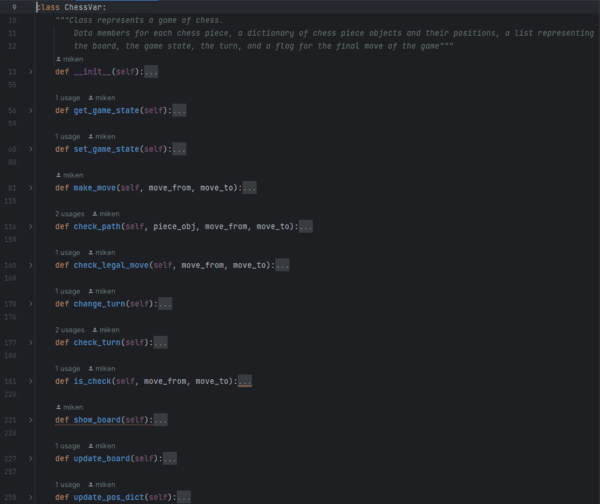 9 class ChessVar:
10 """Class represents a game of chess.
11 Data members for each chess piece, a dictionary of chess piece objects and their positions, a list representing
12 the board, the game state, the turn, and a flag for the final move of the game"""
miken
13 def __init__(self):...
55
1 usage miken
56 def get_game_state(self):...
1 usage miken
def set_game_state(self):...
80
miken
81 def make_move(self, move_from, move_to):...
115
2 usages miken
116 def check_path(self, piece_obj, move_from, move_to):...
159
1 usage miken
160 def check_legal_move(self, move_from, move_to):...
169
1 usage miken
170 def change_turn(self):...
176
2 usages miken
177 def check_turn(self):...
180
1 usage miken
181 def is_check(self, move_from, move_to):...
220
miken
221 def show_board(self):...
226
1 usage miken
227 def update_board(self):...
237
1 usage miken
238 def update_pos_dict(self):...